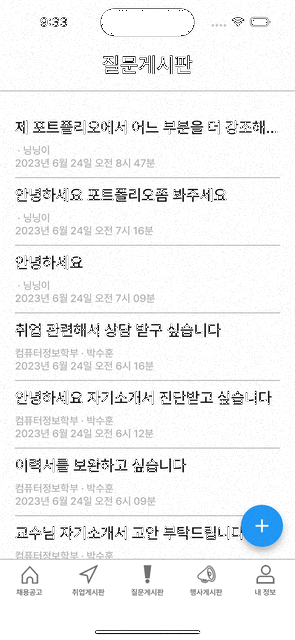 9:33
질문게시판
제 포트폴리오에서 어느 부분을 더 강조해...
· 닝닝이
2023년 6월 24일 오전 8시 47분
안녕하세요 포트폴리오좀 봐주세요
· 닝닝이
2023년 6월 24일 오전 7시 16분
안녕하세요
· 닝닝이
2023년 6월 24일 오전 7시 09분
취업 관련해서 상담 받구 싶습니다
컴퓨터정보학부 · 박수훈
2023년 6월 24일 오전 6시 16분
안녕하세요 자기소개서 진단받고 싶습니다
컴퓨터정보학부 · 박수훈
2023년 6월 24일 오전 6시 12분
이력서를 보완하고 싶습니다
컴퓨터정보학부 · 박수훈
2023년 6월 24일 오전 6시 09분
교수님 자기소개서 고안 부탁드립니다
컴퓨터정보학부 · 박수훈
채용공고 취업게시판 질문게시판 행사게시판 내 정보